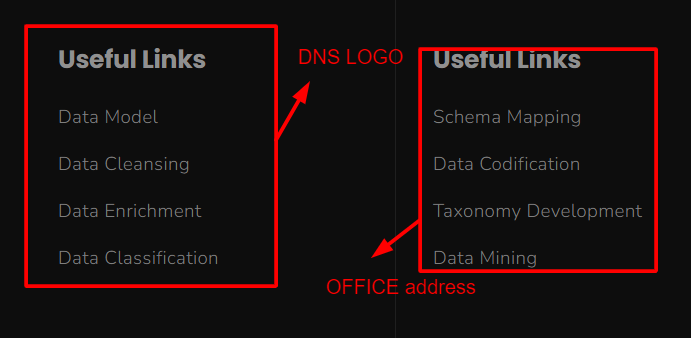 Useful Links
Data Model
Data Cleansing
Data Enrichment
Data Classification
DNS LOGO
Useful Links
Schema Mapping
Data Codification
Taxonomy Development
Data Mining
OFFICE address